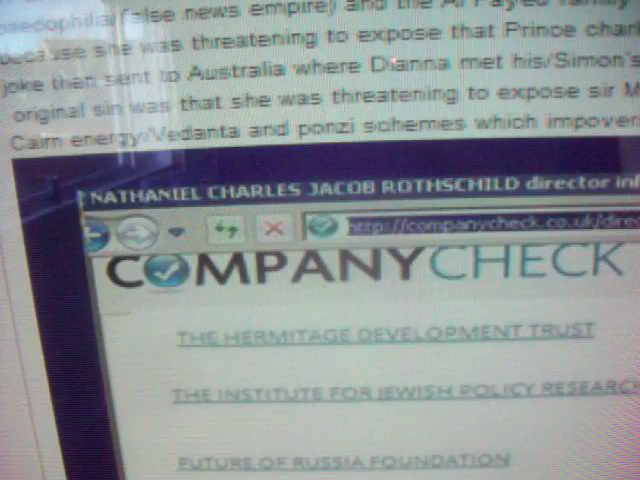 paedophilia(false news empire) and the Al Fayed family.
because she was threatening to expose that Prince char
joke then sent to Australia where Dianna met his/Simon's
original sin was that she was threatening to expose sir M
Cairn energy/Vedanta and ponzi schemes which impover
NATHANIEL CHARLES JACOB ROTHSCHILD director inf
http://companycheck.co.uk/dire
COMPANYCHECK
THE HERMITAGE DEVELOPMENT TRUST
THE INSTITUTE FOR JEWISH POLICY RESEARCH
FUTURE OF RUSSIA FOUNDATION